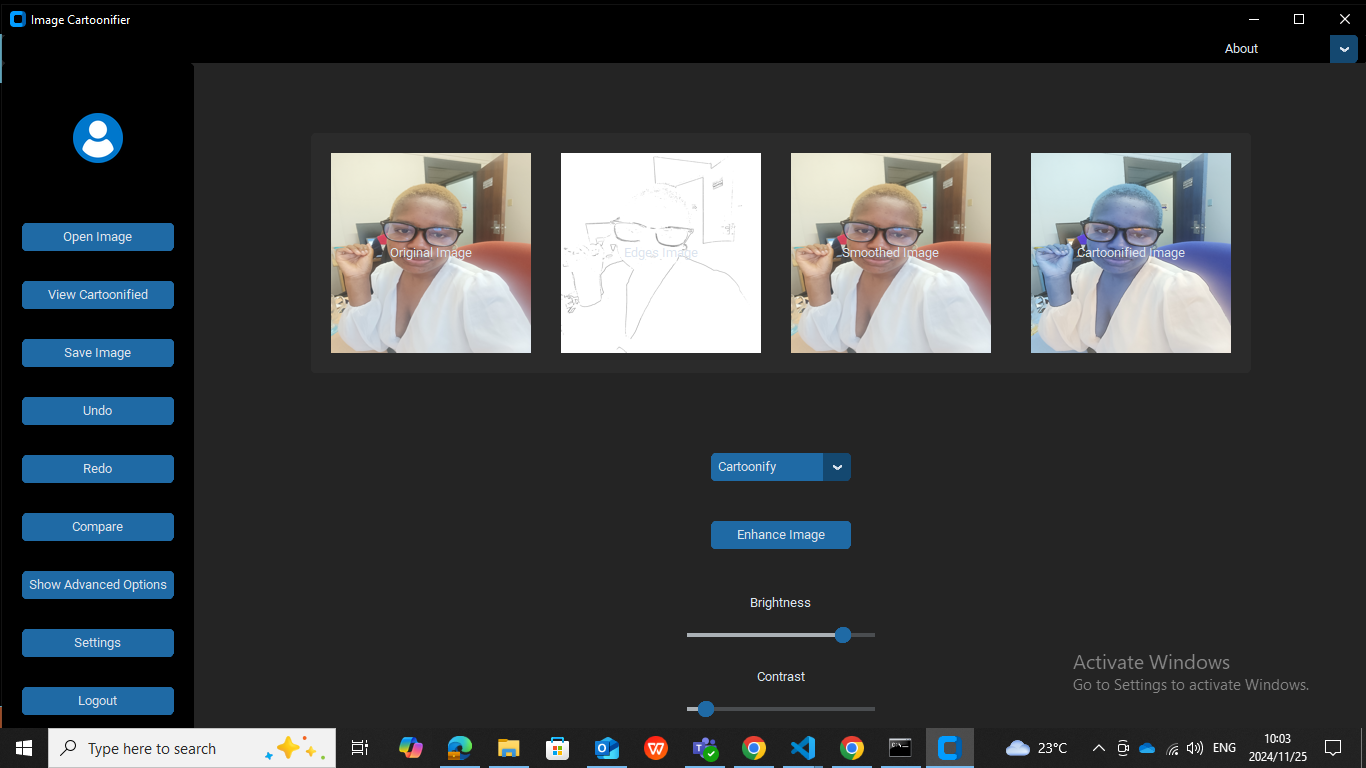 Image Cartoonifier
About
Open Image
View Cartoonified
Save Image
Undo
Redo
Compare
Show Advanced Options
Settings
Logout
Original Image
Edges Image
Smoothed Image
Cartoonified Image
Cartoonify
Enhance Image
Brightness
Contrast
Activate Windows
Go to Settings to activate Windows.
Type here to search
23°C
ENG
10:03
2024/11/25